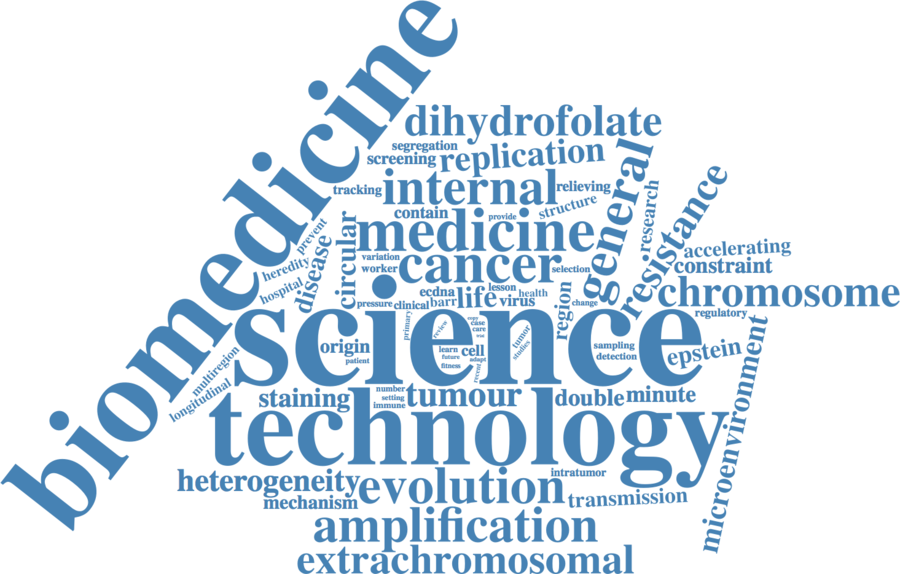 biomedicine
dihydrofolate
segregation
screening
replication
tracking
internal
relieving
general
research
resistance
contain
provide
structure
prevent
disease
circular
medicine
accelerating
heredity
variation
worker
cancer
selection
constraint
hospital
pressure
clinical
ecdna
barr
life
lesson
virus
health
region
change
chromosome
regulatory
science
primary
review
copy
case
care
tumor
studies
origin
patient
learn
future
fitness
cell
adapt
recent
sampling
detection
epstein
multiregion
longitudinal
staining
number
setting
immune
tumour
double
minute
microenvironment
technology
heterogeneity
mechanism
evolution
intratumor
transmission
amplification
extrachromosomal